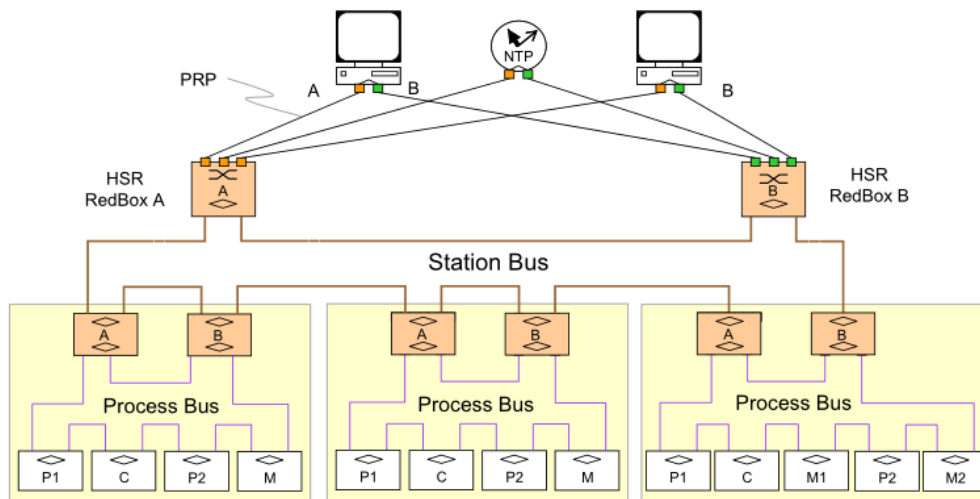 NTP
PRP
A
B
B
HSR
RedBox A
A
B
HSR
RedBox B
Station Bus
A
B
A
B
A
B
Process Bus
Process Bus
Process Bus
P1
C
P2
M
P1
C
P2
M
P1
C
M1
P2
M2